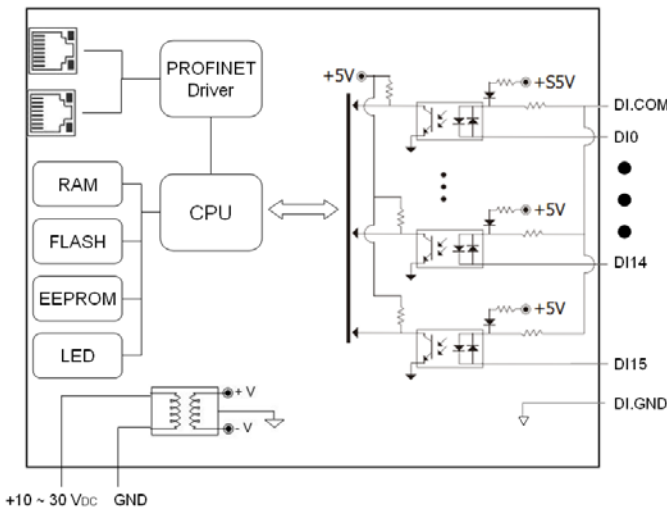 PROFINET
Driver
+5V
+S5V
DI.COM
DI0
RAM
CPU
FLASH
+5V
DI14
EEPROM
+5V
LED
DI15
+ V
- V
DI.GND
+10 ~ 30 VDC GND